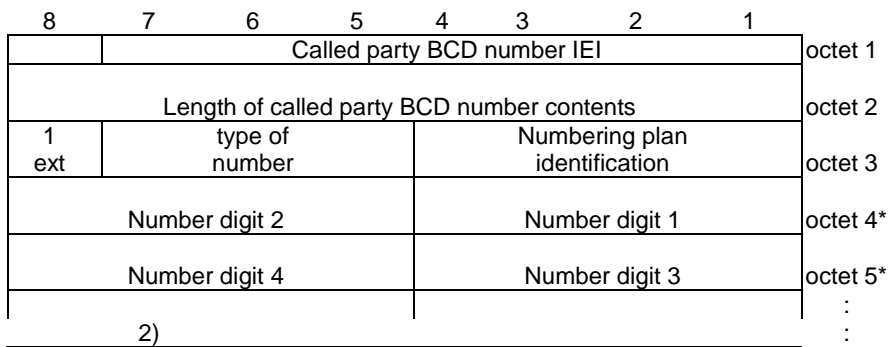 8 7 6 5 4 3 2 1
Called party BCD number IEI octet 1
Length of called party BCD number contents octet 2
1 type of Numbering plan
ext number identification octet 3
Number digit 2 Number digit 1 octet 4*
Number digit 4 Number digit 3 octet 5*
:
2) :